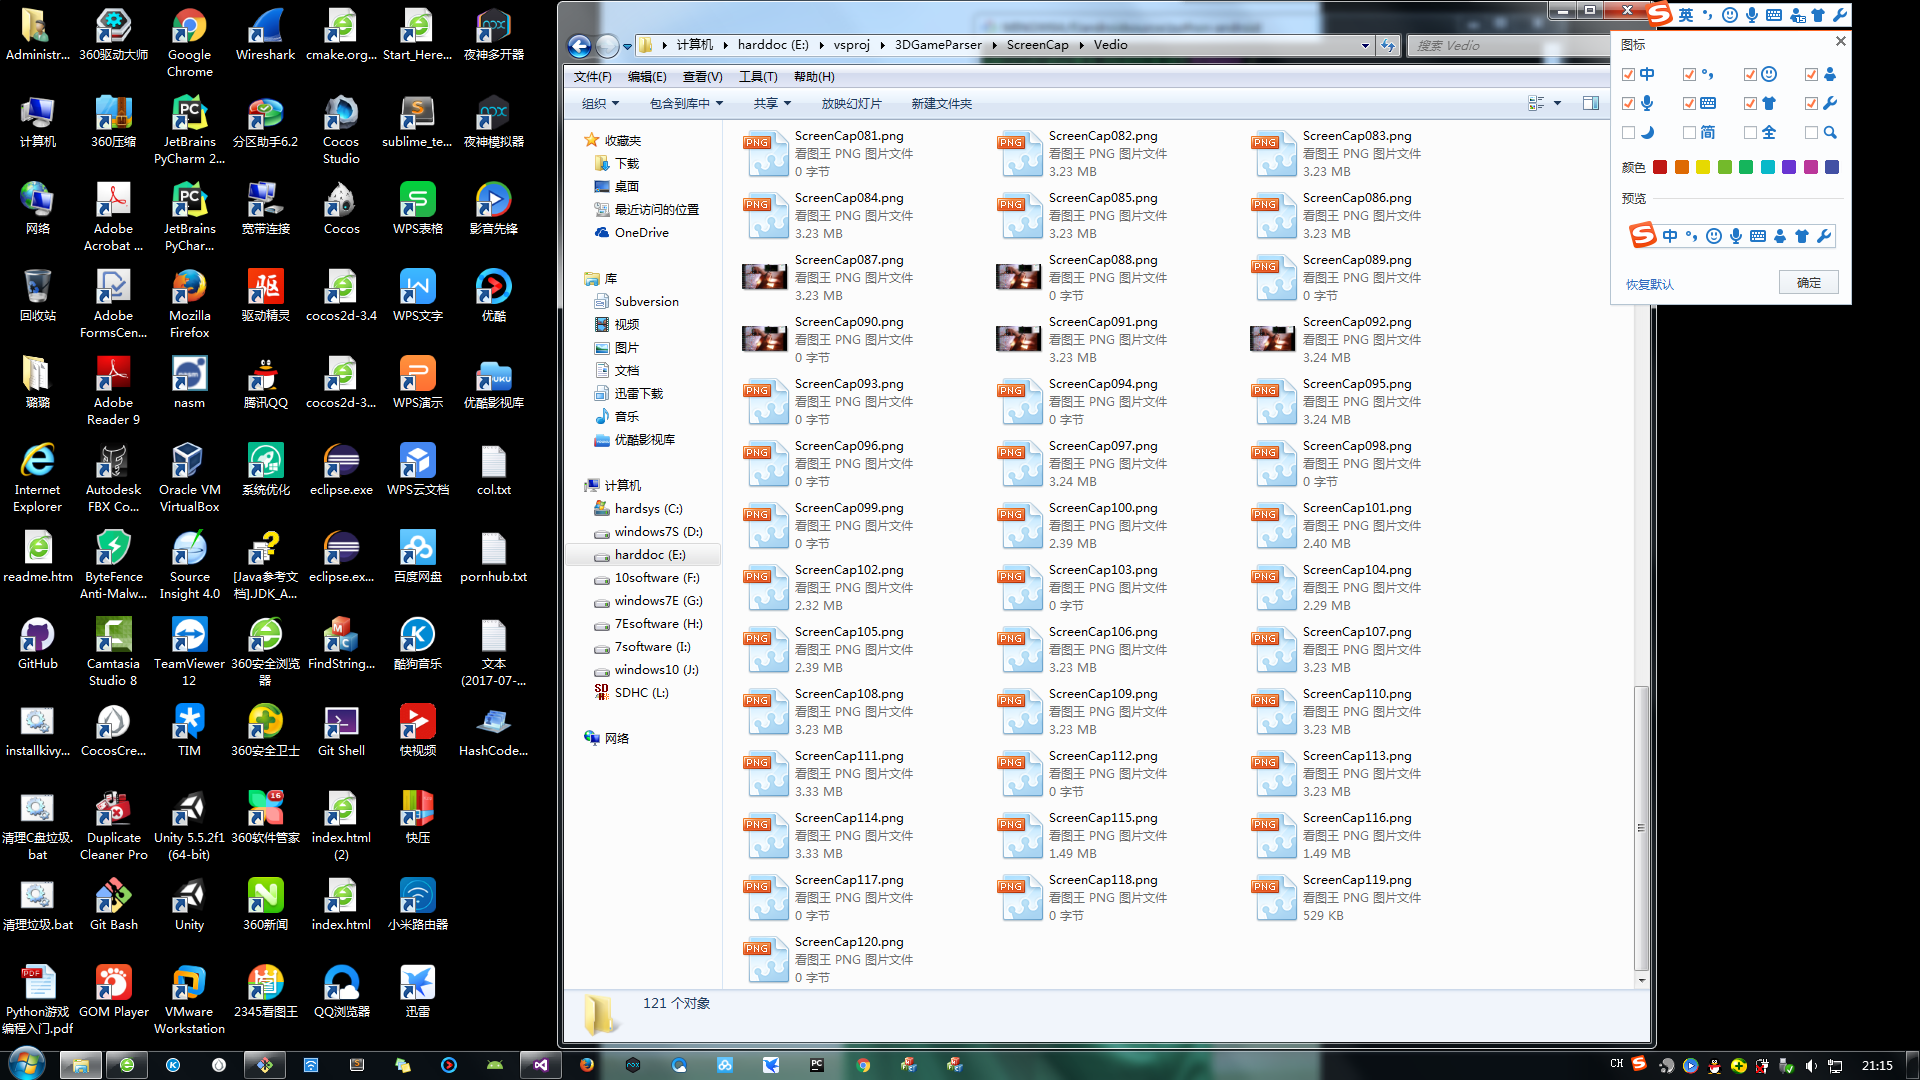 Administr...
360驱动大师
Google Chrome
Wireshark
cmake.org...
Start_Here...
夜神多开器
计算机
360压缩
JetBrains PyCharm 2...
分区助手6.2
Cocos Studio
sublime_te...
夜神模拟器
网络
Adobe Acrobat ...
JetBrains PyChar...
宽带连接
Cocos
WPS表格
影音先锋
回收站
Adobe FormsCen...
Mozilla Firefox
驱动精灵
cocos2d-3.4
WPS文字
优酷
璐璐
Adobe Reader 9
nasm
腾讯QQ
cocos2d-3...
WPS演示
优酷影视库
Internet Explorer
Autodesk FBX Co...
Oracle VM VirtualBox
系统优化
eclipse.exe
WPS云文档
col.txt
readme.htm
ByteFence Anti-Malw...
Source Insight 4.0
[Java参考文档].JDK_A...
eclipse.ex...
百度网盘
pornhub.txt
GitHub
Camtasia Studio 8
TeamViewer 12
360安全浏览器
FindString...
酷狗音乐
文本 (2017-07-...
installkivy...
CocosCre...
TIM
360安全卫士
Git Shell
快视频
HashCode...
清理C盘垃圾.bat
Duplicate Cleaner Pro
Unity 5.5.2f1 (64-bit)
360软件管家
index.html (2)
快压
清理垃圾.bat
Git Bash
Unity
360新闻
index.html
小米路由器
Python游戏编程入门.pdf
GOM Player
VMware Workstation
2345看图王
QQ浏览器
迅雷
计算机 harddoc (E:) vsproj 3DGameParser ScreenCap Vedio
搜索 Vedio
文件(F) 编辑(E) 查看(V) 工具(T) 帮助(H)
组织 包含到库中 共享 放映幻灯片 新建文件夹
收藏夹
下载
桌面
最近访问的位置
OneDrive
库
Subversion
视频
图片
文档
迅雷下载
音乐
优酷影视库
计算机
hardsys (C:)
windows7S (D:)
harddoc (E:)
10software (F:)
windows7E (G:)
7Esoftware (H:)
7software (I:)
windows10 (J:)
SDHC (L:)
网络
ScreenCap081.png
看图王 PNG 图片文件
0 字节
ScreenCap082.png
看图王 PNG 图片文件
3.23 MB
ScreenCap083.png
看图王 PNG 图片文件
3.23 MB
ScreenCap084.png
看图王 PNG 图片文件
3.23 MB
ScreenCap085.png
看图王 PNG 图片文件
3.23 MB
ScreenCap086.png
看图王 PNG 图片文件
3.23 MB
ScreenCap087.png
看图王 PNG 图片文件
3.23 MB
ScreenCap088.png
看图王 PNG 图片文件
0 字节
ScreenCap089.png
看图王 PNG 图片文件
0 字节
ScreenCap090.png
看图王 PNG 图片文件
0 字节
ScreenCap091.png
看图王 PNG 图片文件
3.23 MB
ScreenCap092.png
看图王 PNG 图片文件
3.24 MB
ScreenCap093.png
看图王 PNG 图片文件
0 字节
ScreenCap094.png
看图王 PNG 图片文件
0 字节
ScreenCap095.png
看图王 PNG 图片文件
3.24 MB
ScreenCap096.png
看图王 PNG 图片文件
0 字节
ScreenCap097.png
看图王 PNG 图片文件
3.24 MB
ScreenCap098.png
看图王 PNG 图片文件
0 字节
ScreenCap099.png
看图王 PNG 图片文件
0 字节
ScreenCap100.png
看图王 PNG 图片文件
2.39 MB
ScreenCap101.png
看图王 PNG 图片文件
2.40 MB
ScreenCap102.png
看图王 PNG 图片文件
2.32 MB
ScreenCap103.png
看图王 PNG 图片文件
0 字节
ScreenCap104.png
看图王 PNG 图片文件
2.29 MB
ScreenCap105.png
看图王 PNG 图片文件
2.39 MB
ScreenCap106.png
看图王 PNG 图片文件
3.23 MB
ScreenCap107.png
看图王 PNG 图片文件
3.23 MB
ScreenCap108.png
看图王 PNG 图片文件
3.23 MB
ScreenCap109.png
看图王 PNG 图片文件
3.23 MB
ScreenCap110.png
看图王 PNG 图片文件
3.23 MB
ScreenCap111.png
看图王 PNG 图片文件
3.33 MB
ScreenCap112.png
看图王 PNG 图片文件
0 字节
ScreenCap113.png
看图王 PNG 图片文件
3.23 MB
ScreenCap114.png
看图王 PNG 图片文件
3.33 MB
ScreenCap115.png
看图王 PNG 图片文件
1.49 MB
ScreenCap116.png
看图王 PNG 图片文件
1.49 MB
ScreenCap117.png
看图王 PNG 图片文件
0 字节
ScreenCap118.png
看图王 PNG 图片文件
0 字节
ScreenCap119.png
看图王 PNG 图片文件
529 KB
ScreenCap120.png
看图王 PNG 图片文件
0 字节
121 个对象
英
图标
中
简 全
颜色
预览
中
恢复默认 确定
CH
21:15